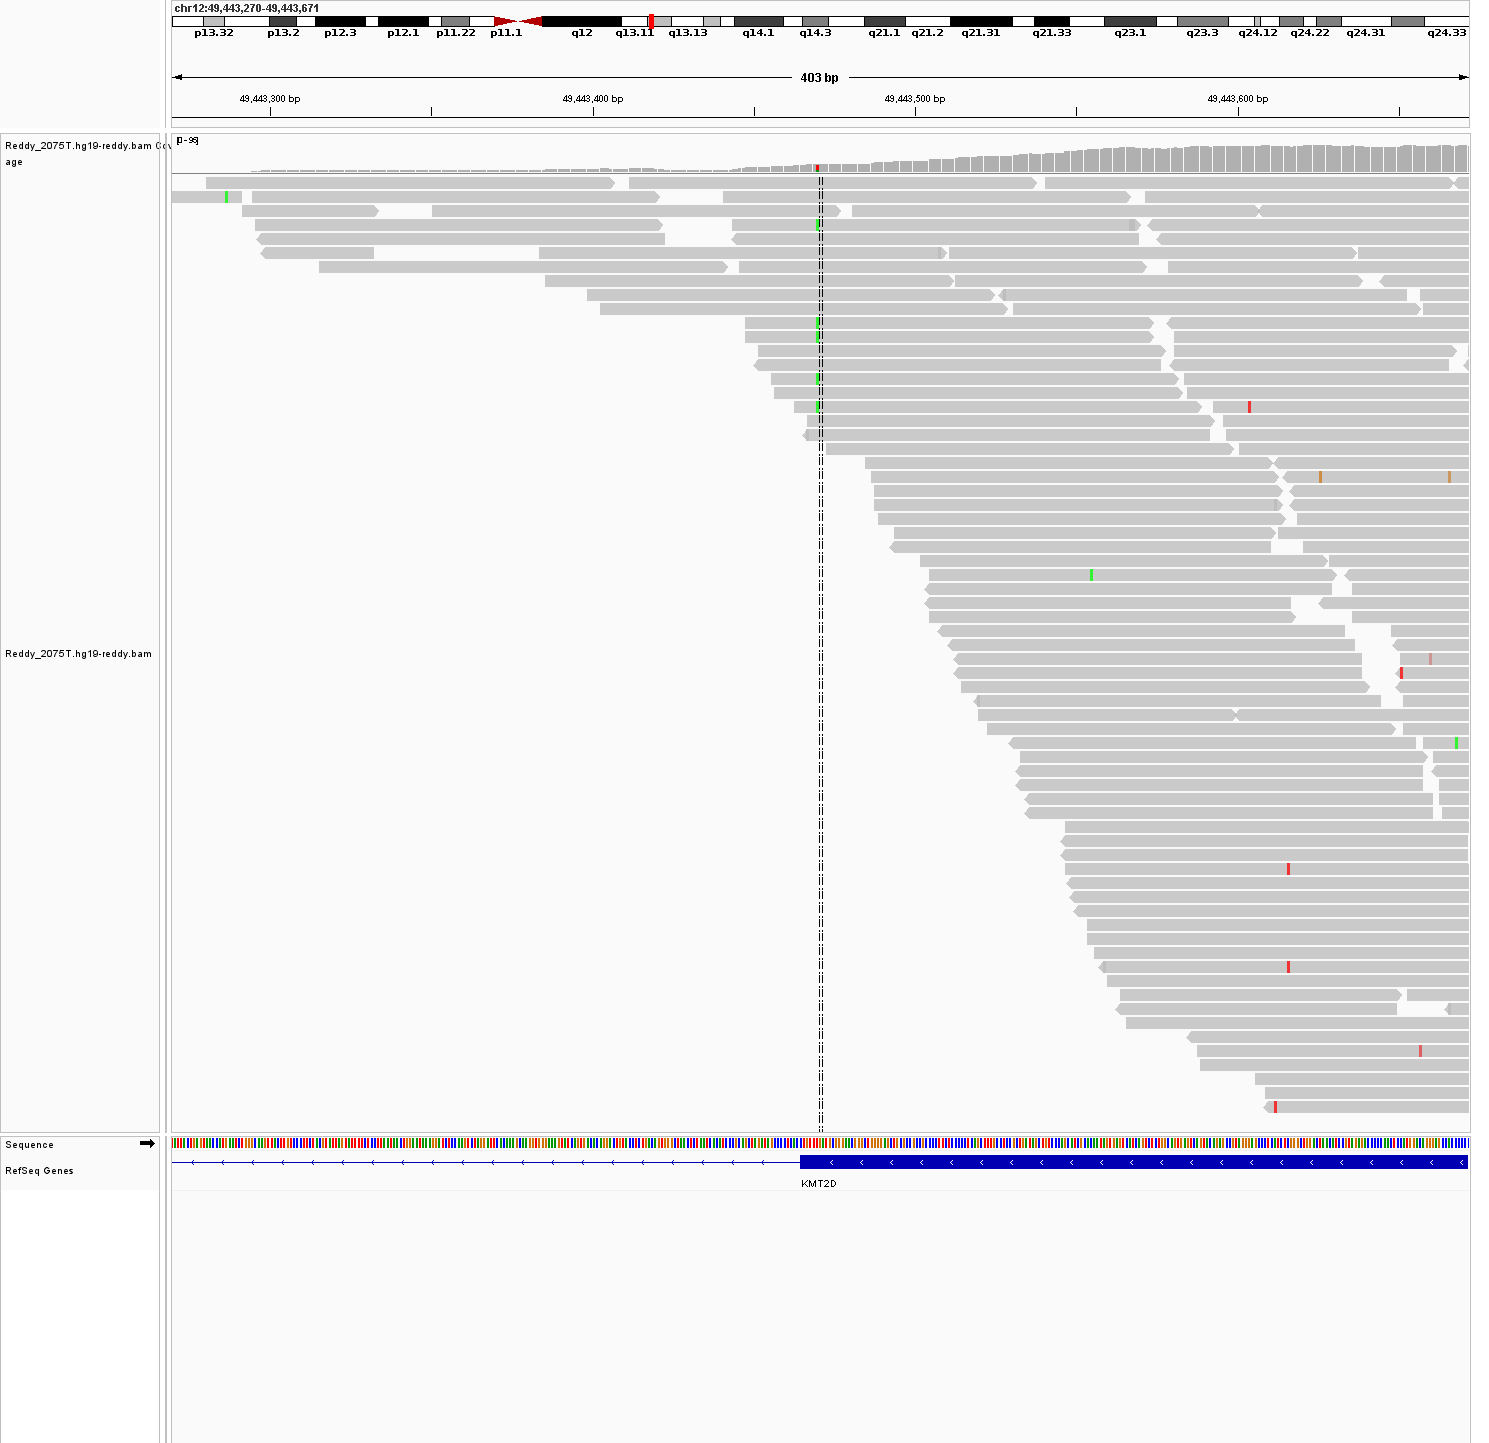 chr12:49,443,270-49,443,671
p13.32 p13.2 p12.3 p12.1 p11.22 p11.1 q12 q13.11 q13.13 q14.1 q14.3 q21.1 q21.2 q21.31 q21.33 q23.1 q23.3 q24.12 q24.22 q24.31 q24.33
403 bp
49,443,300 bp 49,443,400 bp 49,443,500 bp 49,443,600 bp
Reddy_2075T.hg19-reddy.bam Cov
age
Reddy_2075T.hg19-reddy.bam
Sequence
RefSeq Genes
KMT2D